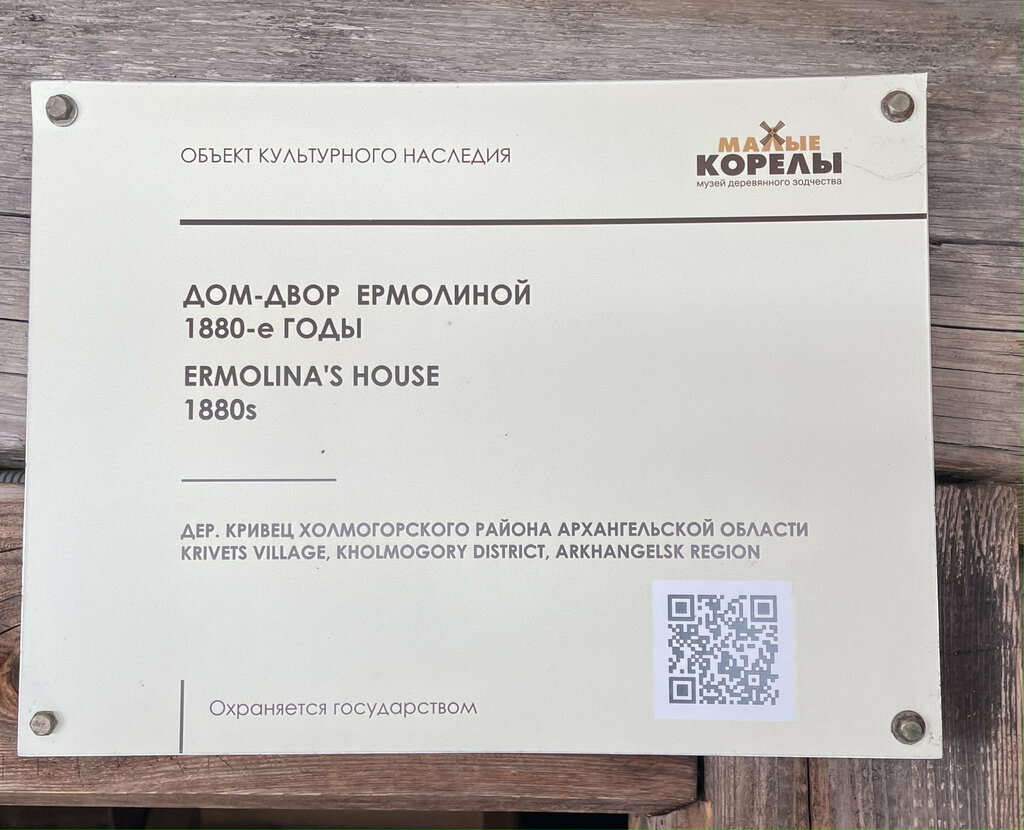 ОБЪЕКТ КУЛЬТУРНОГО НАСЛЕДИЯ
МАЛЫЕ
КОРЕЛЫ
музей деревянного зодчества
ДОМ-ДВОР ЕРМОЛИНОЙ
1880-е ГОДЫ
ERMOLINA'S HOUSE
1880s
ДЕР. КРИВЕЦ ХОЛМОГОРСКОГО РАЙОНА АРХАНГЕЛЬСКОЙ ОБЛАСТИ
KRIVETS VILLAGE, KHOLMOGORY DISTRICT, ARKHANGELSK REGION
Охраняется государством